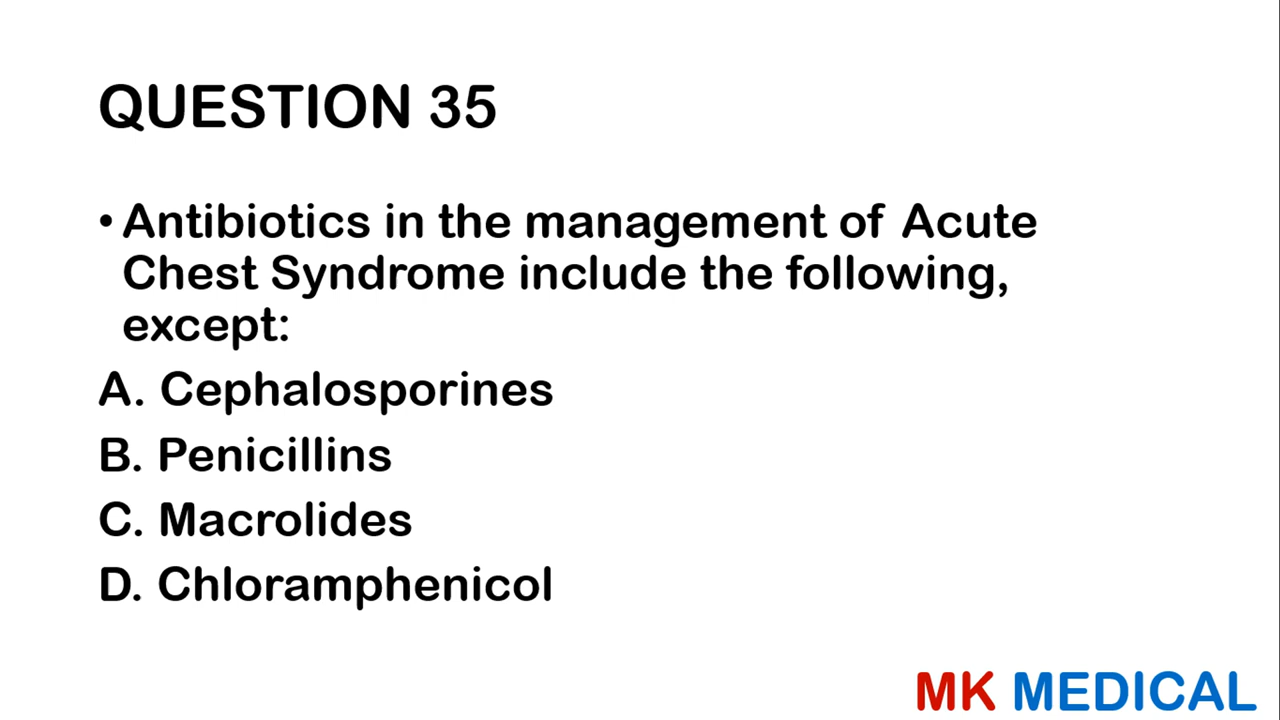 QUESTION 35
• Antibiotics in the management of Acute
Chest Syndrome include the following,
except:
A. Cephalosporines
B. Penicillins
C. Macrolides
D. Chloramphenicol
MK MEDICAL